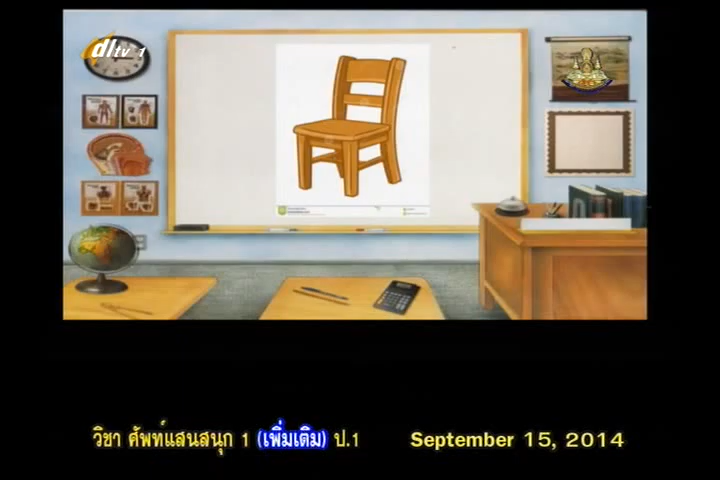 dltv 1
วิชา ศัพท์แสนสนุก 1 (เพิ่มเติม) ป.1
September 15, 2014